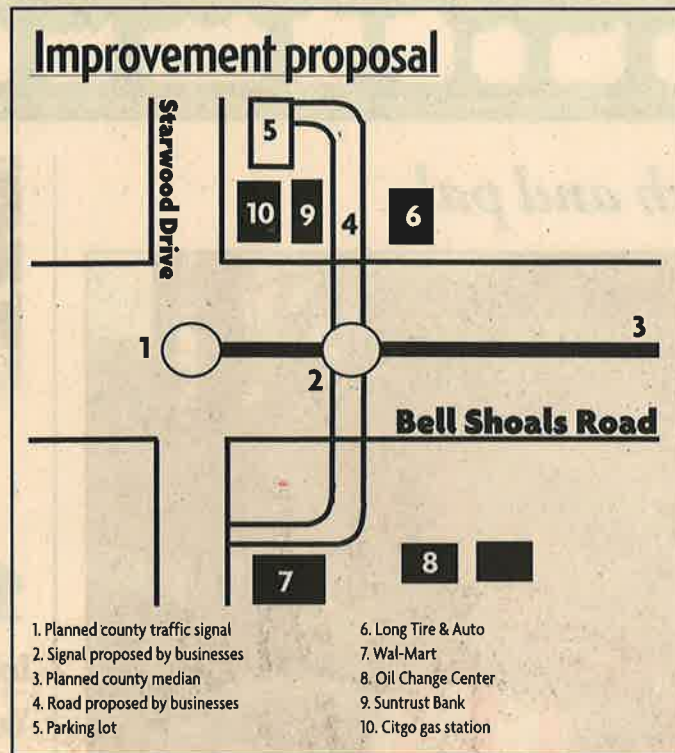 Improvement proposal
Starwood Drive
5
10
9
4
6
1
2
3
Bell Shoals Road
7
8
1. Planned county traffic signal
2. Signal proposed by businesses
3. Planned county median
4. Road proposed by businesses
5. Parking lot
6. Long Tire & Auto
7. Wal-Mart
8. Oil Change Center
9. Suntrust Bank
10. Citgo gas station